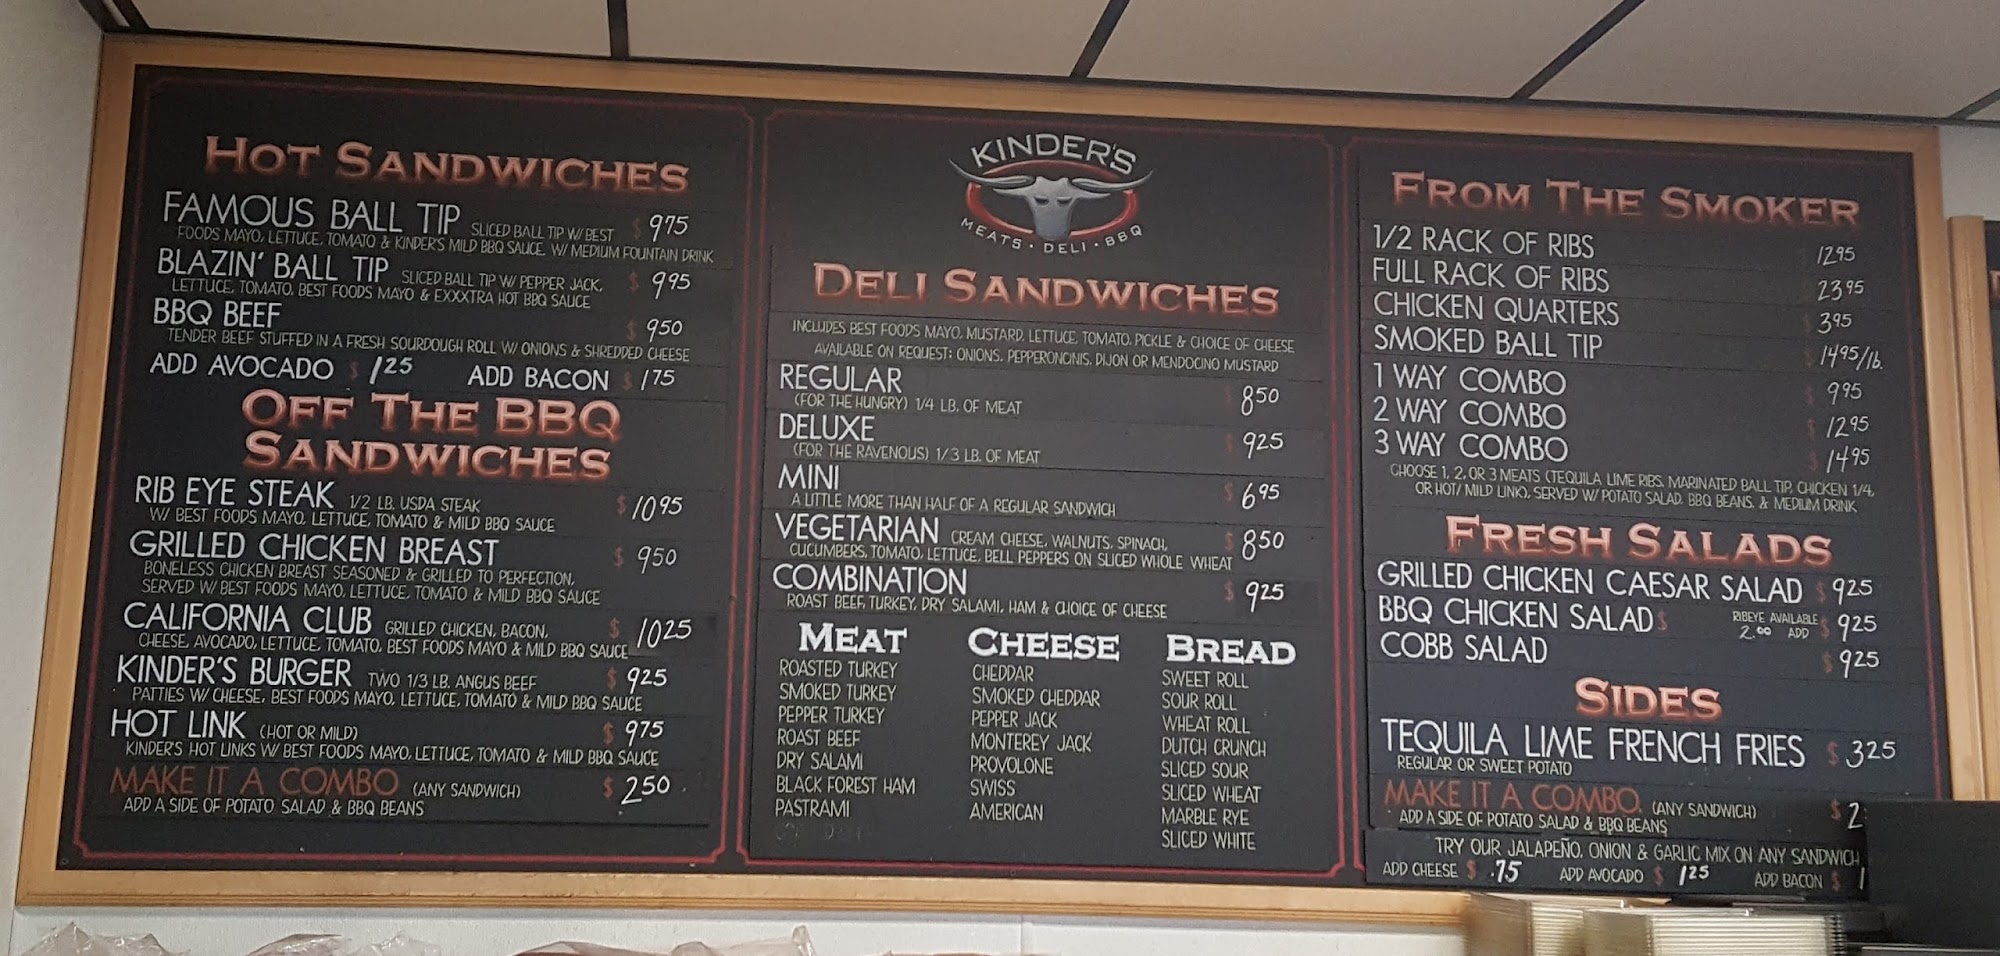 HOT SANDWICHES
FAMOUS BALL TIP SLICED BALL TIP W/ BEST $ 975
FOODS MAYO, LETTUCE, TOMATO & KINDER'S MILD BBQ SAUCE. W/ MEDIUM FOUNTAIN DRINK
BLAZIN' BALL TIP SLICED BALL TIP W/ PEPPER JACK, $ 995
LETTUCE, TOMATO, BEST FOODS MAYO & EXXXTRA HOT BBQ SAUCE
BBQ BEEF $ 950
TENDER BEEF STUFFED IN A FRESH SOURDOUGH ROLL W/ ONIONS & SHREDDED CHEESE
ADD AVOCADO $ 125 ADD BACON $ 175
OFF THE BBQ
SANDWICHES
RIB EYE STEAK 1/2 LB. USDA STEAK $ 1095
W/ BEST FOODS MAYO, LETTUCE, TOMATO & MILD BBQ SAUCE
GRILLED CHICKEN BREAST $ 950
BONELESS CHICKEN BREAST SEASONED & GRILLED TO PERFECTION,
SERVED W/ BEST FOODS MAYO, LETTUCE, TOMATO & MILD BBQ SAUCE
CALIFORNIA CLUB GRILLED CHICKEN, BACON, $ 1025
CHEESE, AVOCADO, LETTUCE, TOMATO, BEST FOODS MAYO & MILD BBQ SAUCE
KINDER'S BURGER TWO 1/3 LB. ANGUS BEEF $ 925
PATTIES W/ CHEESE, BEST FOODS MAYO, LETTUCE, TOMATO & MILD BBQ SAUCE
HOT LINK (HOT OR MILD) $ 975
KINDER'S HOT LINKS W/ BEST FOODS MAYO, LETTUCE, TOMATO & MILD BBQ SAUCE
MAKE IT A COMBO (ANY SANDWICH) $ 250
ADD A SIDE OF POTATO SALAD & BBQ BEANS
KINDER'S
MEATS • DELI • BBQ
DELI SANDWICHES
INCLUDES BEST FOODS MAYO, MUSTARD, LETTUCE, TOMATO, PICKLE & CHOICE OF CHEESE
AVAILABLE ON REQUEST: ONIONS, PEPPERONCINIS, DIJON OR MENDOCINO MUSTARD
REGULAR $ 850
(FOR THE HUNGRY) 1/4 LB. OF MEAT
DELUXE $ 925
(FOR THE RAVENOUS) 1/3 LB. OF MEAT
MINI $ 695
A LITTLE MORE THAN HALF OF A REGULAR SANDWICH
VEGETARIAN CREAM CHEESE, WALNUTS, SPINACH, $ 850
CUCUMBERS, TOMATO, LETTUCE, BELL PEPPERS ON SLICED WHOLE WHEAT
COMBINATION $ 925
ROAST BEEF, TURKEY, DRY SALAMI, HAM & CHOICE OF CHEESE
MEAT
ROASTED TURKEY
SMOKED TURKEY
PEPPER TURKEY
ROAST BEEF
DRY SALAMI
BLACK FOREST HAM
PASTRAMI
CHEESE
CHEDDAR
SMOKED CHEDDAR
PEPPER JACK
MONTEREY JACK
PROVOLONE
SWISS
AMERICAN
BREAD
SWEET ROLL
SOUR ROLL
WHEAT ROLL
DUTCH CRUNCH
SLICED SOUR
SLICED WHEAT
MARBLE RYE
SLICED WHITE
FROM THE SMOKER
1/2 RACK OF RIBS 1295
FULL RACK OF RIBS 2395
CHICKEN QUARTERS 395
SMOKED BALL TIP 1495/lb.
1 WAY COMBO 995
2 WAY COMBO 1295
3 WAY COMBO 1495
CHOOSE 1, 2, OR 3 MEATS (TEQUILA LIME RIBS, MARINATED BALL TIP, CHICKEN 1/4,
OR HOT/ MILD LINK), SERVED W/ POTATO SALAD, BBQ BEANS, & MEDIUM DRINK
FRESH SALADS
GRILLED CHICKEN CAESAR SALAD $ 925
BBQ CHICKEN SALAD $ RIBEYE AVAILABLE 2.00 ADD $ 925
COBB SALAD $ 925
SIDES
TEQUILA LIME FRENCH FRIES $ 325
REGULAR OR SWEET POTATO
MAKE IT A COMBO. (ANY SANDWICH) $ 2
ADD A SIDE OF POTATO SALAD & BBQ BEANS
TRY OUR JALAPEÑO, ONION & GARLIC MIX ON ANY SANDWICH
ADD CHEESE $ .75 ADD AVOCADO $ 125 ADD BACON $ 1